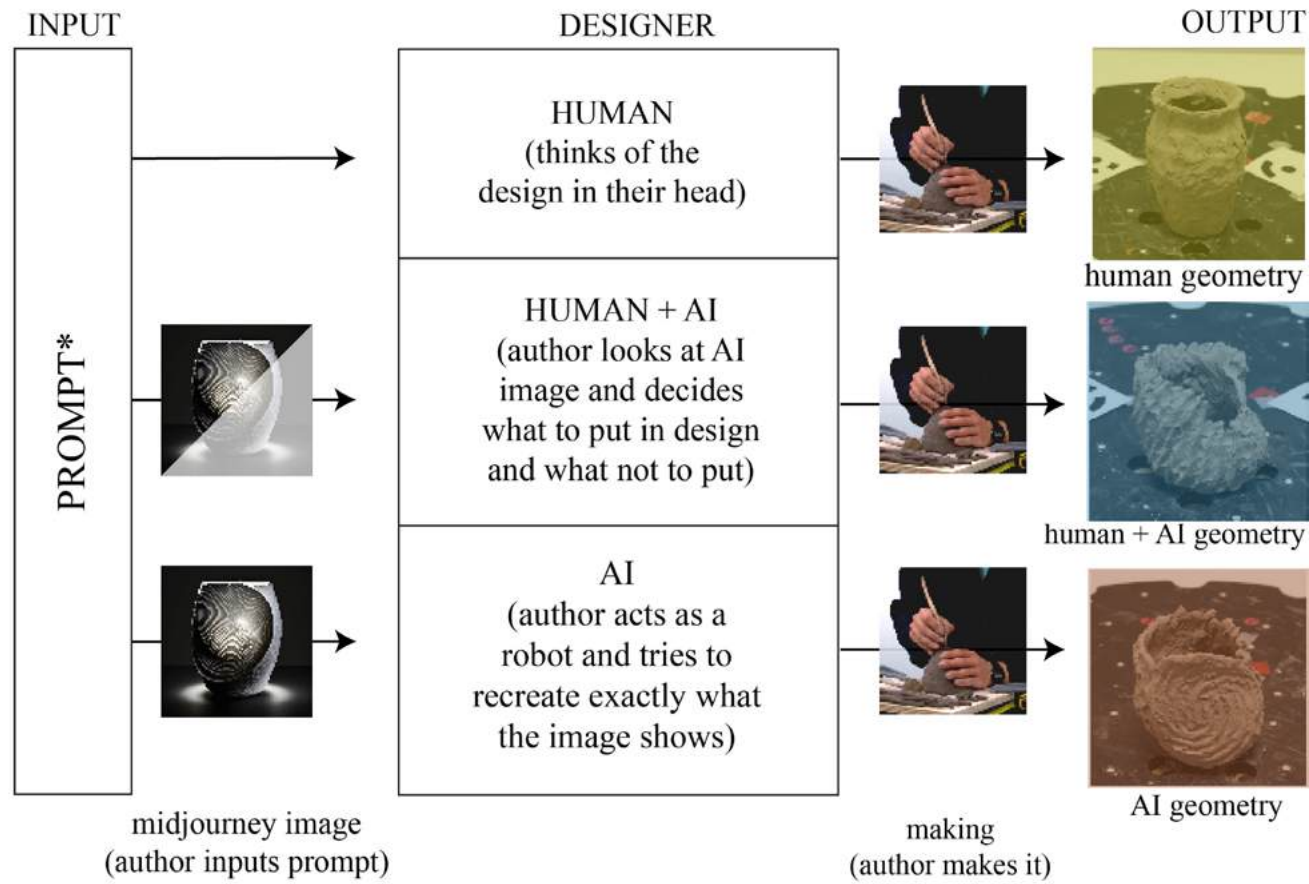 INPUT
DESIGNER
OUTPUT
PROMPT*
HUMAN
(thinks of the
design in their head)
human geometry
HUMAN + AI
(author looks at AI
image and decides
what to put in design
and what not to put)
human + AI geometry
AI
(author acts as a
robot and tries to
recreate exactly what
the image shows)
AI geometry
midjourney image
(author inputs prompt)
making
(author makes it)